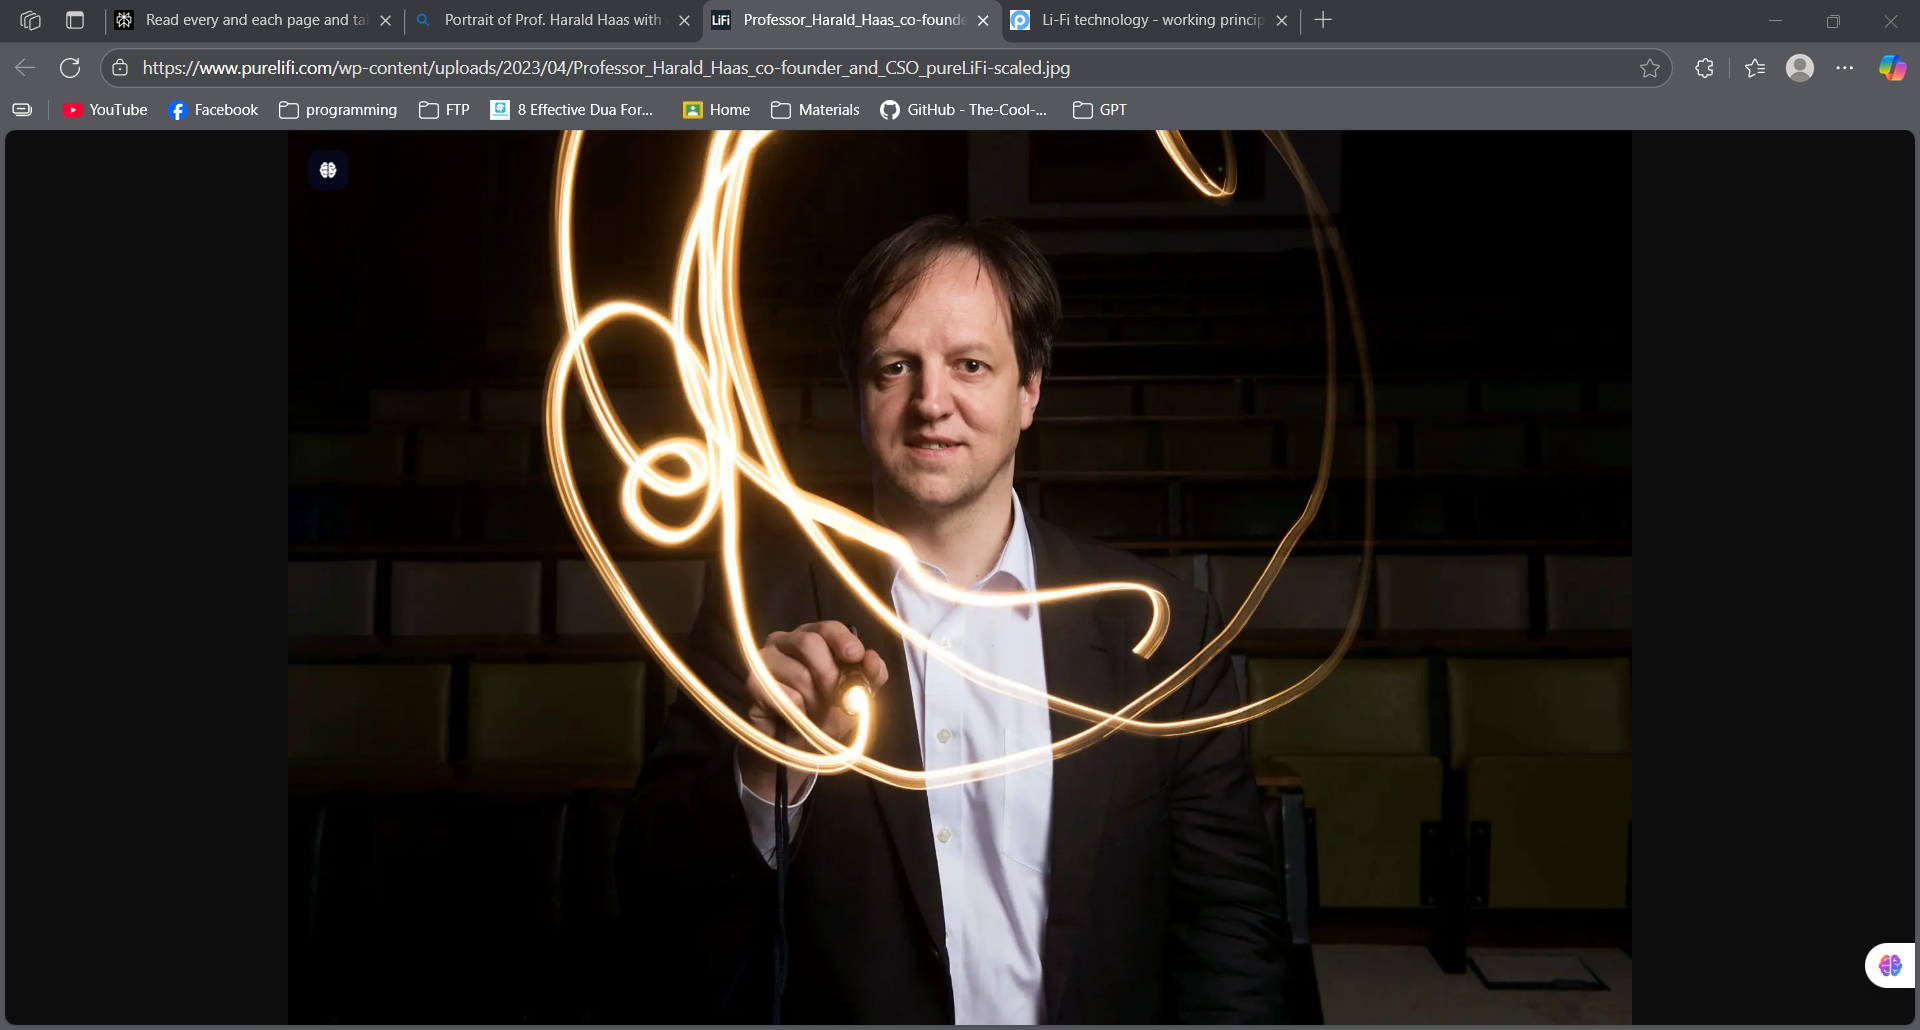 Read every and each page and ta
Portrait of Prof. Harald Haas with
LiFi
Professor_Harald_Haas_co-founde
Li-Fi technology - working princip
https://www.purelifi.com/wp-content/uploads/2023/04/Professor_Harald_Haas_co-founder_and_CSO_pureLiFi-scaled.jpg
YouTube
Facebook
programming
FTP
8 Effective Dua For...
Home
Materials
GitHub - The-Cool-...
GPT